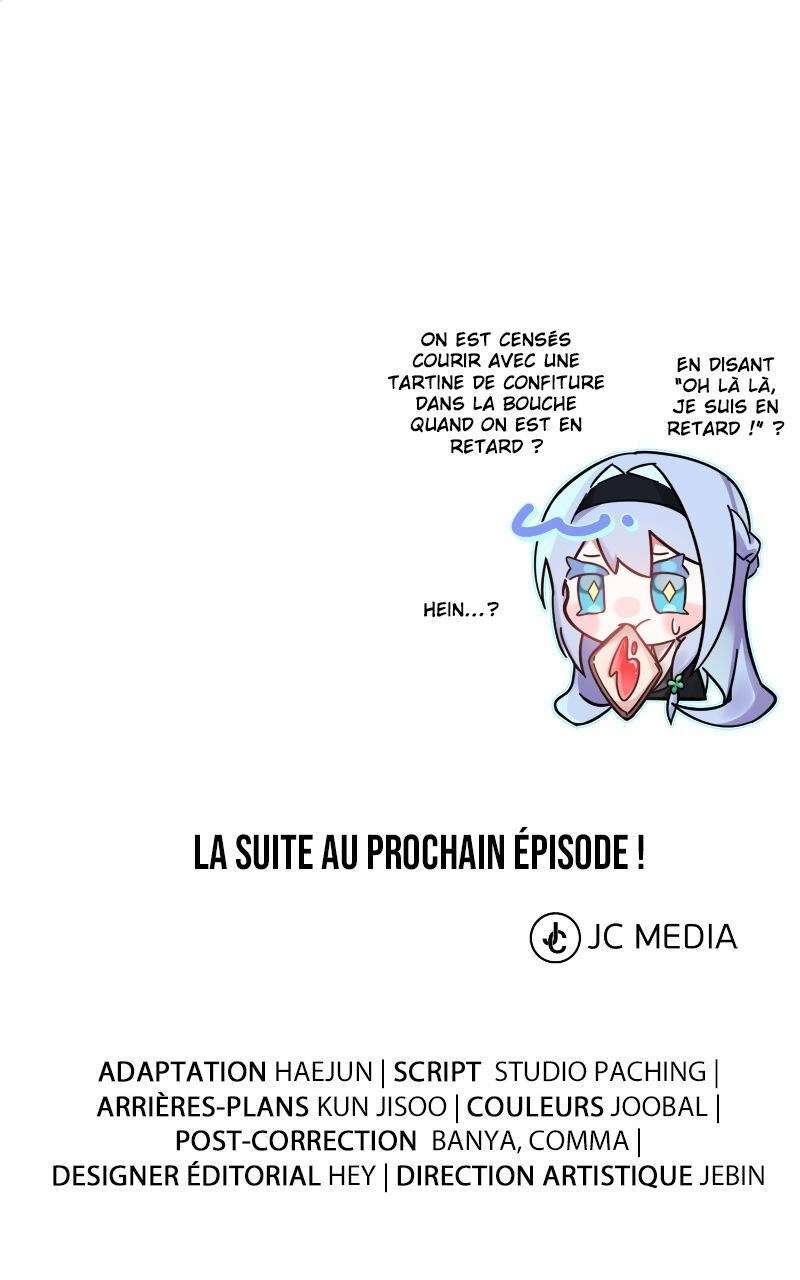 ON EST CENSÉS
COURIR AVEC UNE
TARTINE DE CONFITURE
DANS LA BOUCHE
QUAND ON EST EN
RETARD ?
EN DISANT
"OH LÀ LÀ,
JE SUIS EN
RETARD !" ?
HEIN...?
LA SUITE AU PROCHAIN ÉPISODE !
JC JC MEDIA
ADAPTATION HAEJUN | SCRIPT STUDIO PACHING |
ARRIÈRES-PLANS KUN JISOO | COULEURS JOOBAL |
POST-CORRECTION BANYA, COMMA |
DESIGNER ÉDITORIAL HEY | DIRECTION ARTISTIQUE JEBIN